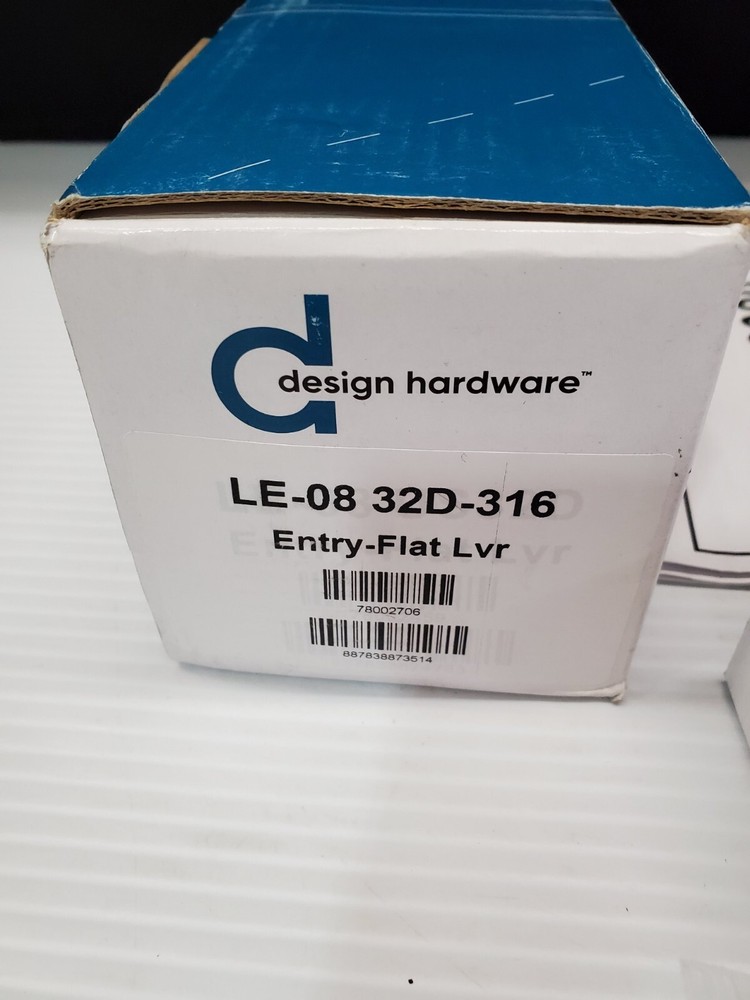 design hardware™
LE-08 32D-316
Entry-Flat Lvr
78002706
887838873514